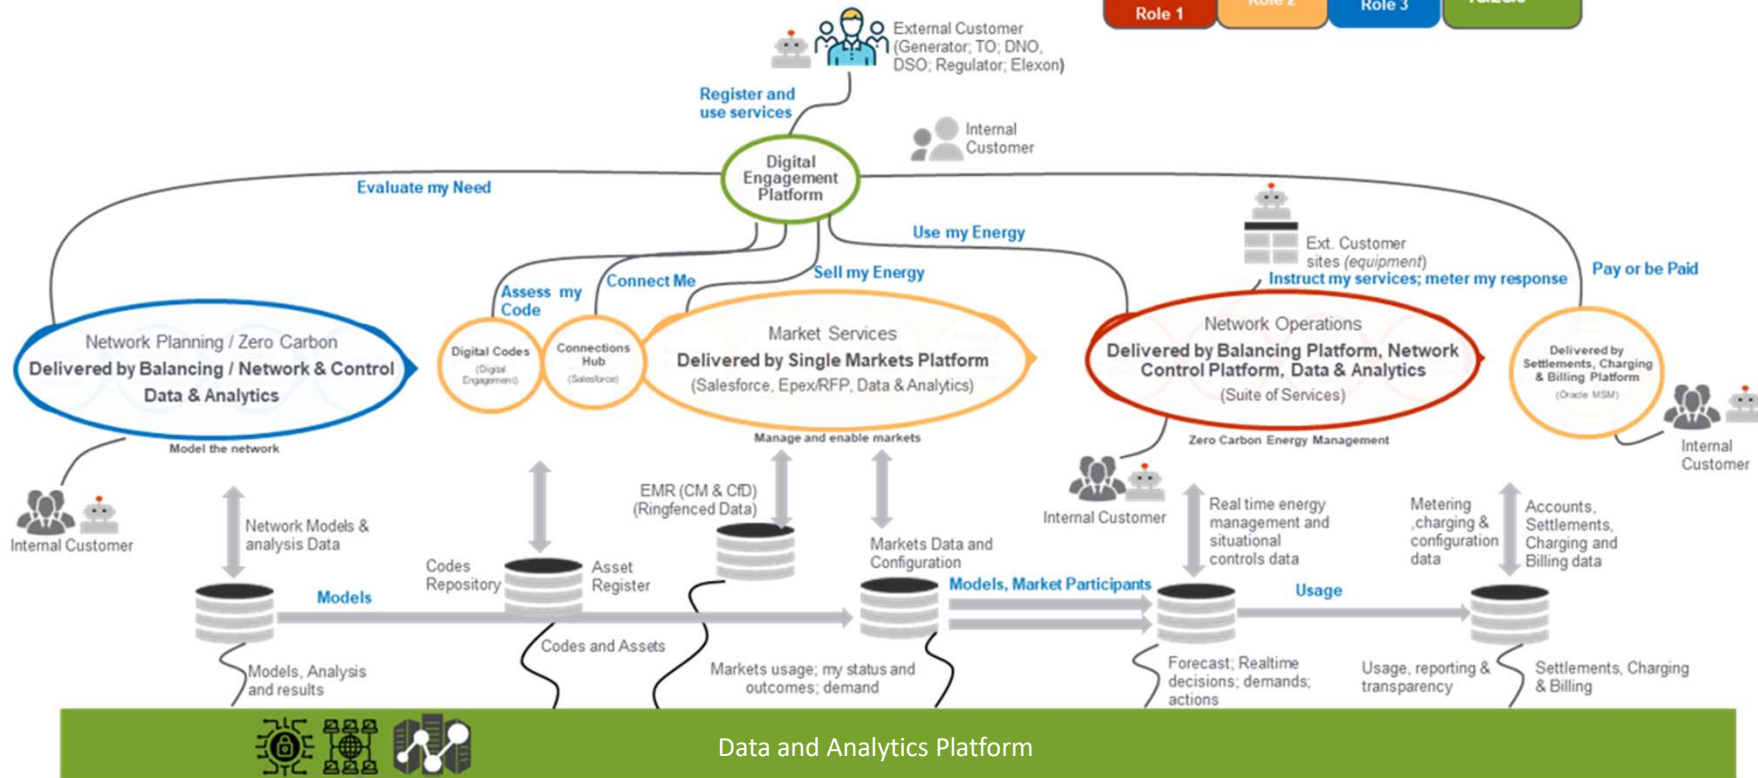 Role 1
Role 2
Role 3
External Customer
(Generator; TO; DNO,
DSO; Regulator; Elexon)
Register and
use services
Internal
Customer
Digital
Engagement
Platform
Evaluate my Need
Use my Energy
Ext. Customer
sites (equipment)
Instruct my services; meter my response
Pay or be Paid
Assess my
Code
Connect Me
Sell my Energy
Network Planning / Zero Carbon
Delivered by Balancing / Network & Control
Data & Analytics
Model the network
Digital Codes
(Digital
Engagement)
Connections
Hub
(Salesforce)
Market Services
Delivered by Single Markets Platform
(Salesforce, Epex/RFP, Data & Analytics)
Manage and enable markets
Network Operations
Delivered by Balancing Platform, Network
Control Platform, Data & Analytics
(Suite of Services)
Zero Carbon Energy Management
Delivered by
Settlements, Charging
& Billing Platform
(Oracle MSM)
Internal
Customer
Internal Customer
Network Models &
analysis Data
EMR (CM & CfD)
(Ringfenced Data)
Markets Data and
Configuration
Internal Customer
Real time energy
management and
situational
controls data
Metering
,charging &
configuration
data
Accounts,
Settlements,
Charging and
Billing data
Codes
Repository
Asset
Register
Models
Models, Market Participants
Usage
Models, Analysis
and results
Codes and Assets
Markets usage; my status and
outcomes; demand
Forecast; Realtime
decisions; demands;
actions
Usage, reporting &
transparency
Settlements, Charging
& Billing
Data and Analytics Platform